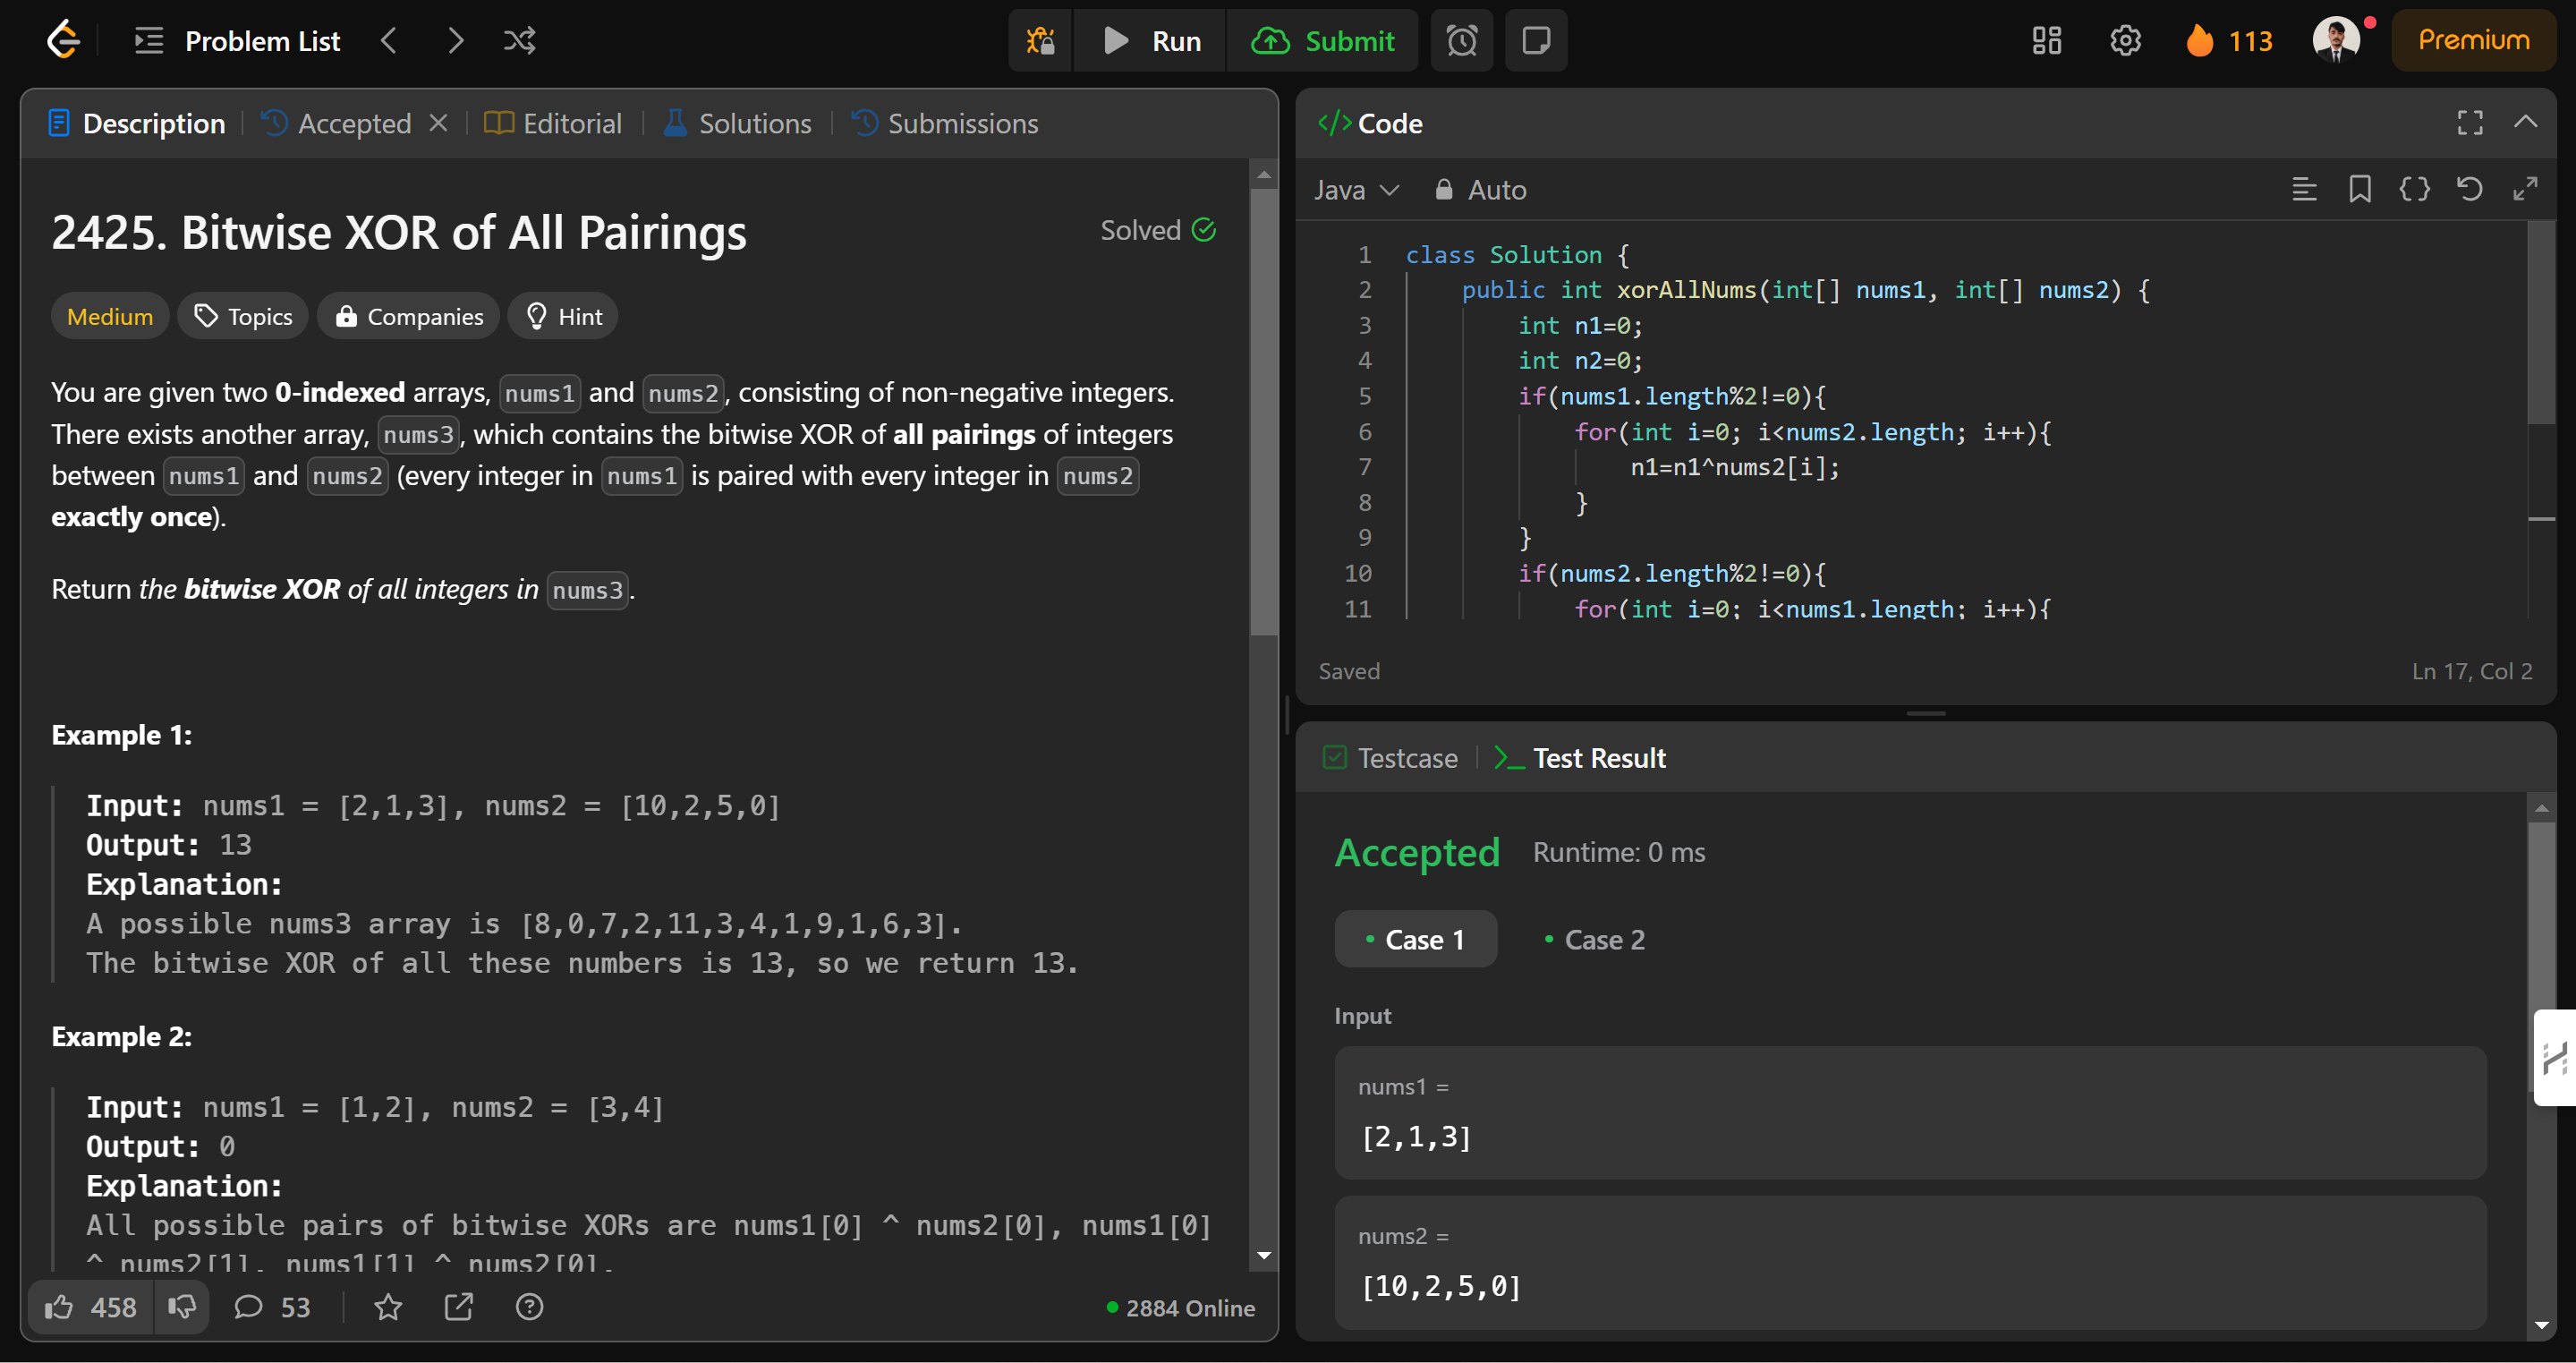 Problem List
Run
Submit
113
Premium
Description
Accepted
Editorial
Solutions
Submissions
2425. Bitwise XOR of All Pairings
Solved
Medium
Topics
Companies
Hint
You are given two 0-indexed arrays, nums1 and nums2, consisting of non-negative integers.
There exists another array, nums3, which contains the bitwise XOR of all pairings of integers
between nums1 and nums2 (every integer in nums1 is paired with every integer in nums2
exactly once).
Return the bitwise XOR of all integers in nums3.
Example 1:
Input: nums1 = [2,1,3], nums2 = [10,2,5,0]
Output: 13
Explanation:
A possible nums3 array is [8,0,7,2,11,3,4,1,9,1,6,3].
The bitwise XOR of all these numbers is 13, so we return 13.
Example 2:
Input: nums1 = [1,2], nums2 = [3,4]
Output: 0
Explanation:
All possible pairs of bitwise XORs are nums1[0] ^ nums2[0], nums1[0]
^ nums2[1], nums1[1] ^ nums2[0],
458
53
2884 Online
</> Code
Java
Auto
1 class Solution {
2 public int xorAllNums(int[] nums1, int[] nums2) {
3 int n1=0;
4 int n2=0;
5 if(nums1.length%2!=0){
6 for(int i=0; i<nums2.length; i++){
7 n1=n1^nums2[i];
8 }
9 }
10 if(nums2.length%2!=0){
11 for(int i=0; i<nums1.length; i++){
Saved
Ln 17, Col 2
Testcase
Test Result
Accepted
Runtime: 0 ms
Case 1
Case 2
Input
nums1 =
[2,1,3]
nums2 =
[10,2,5,0]